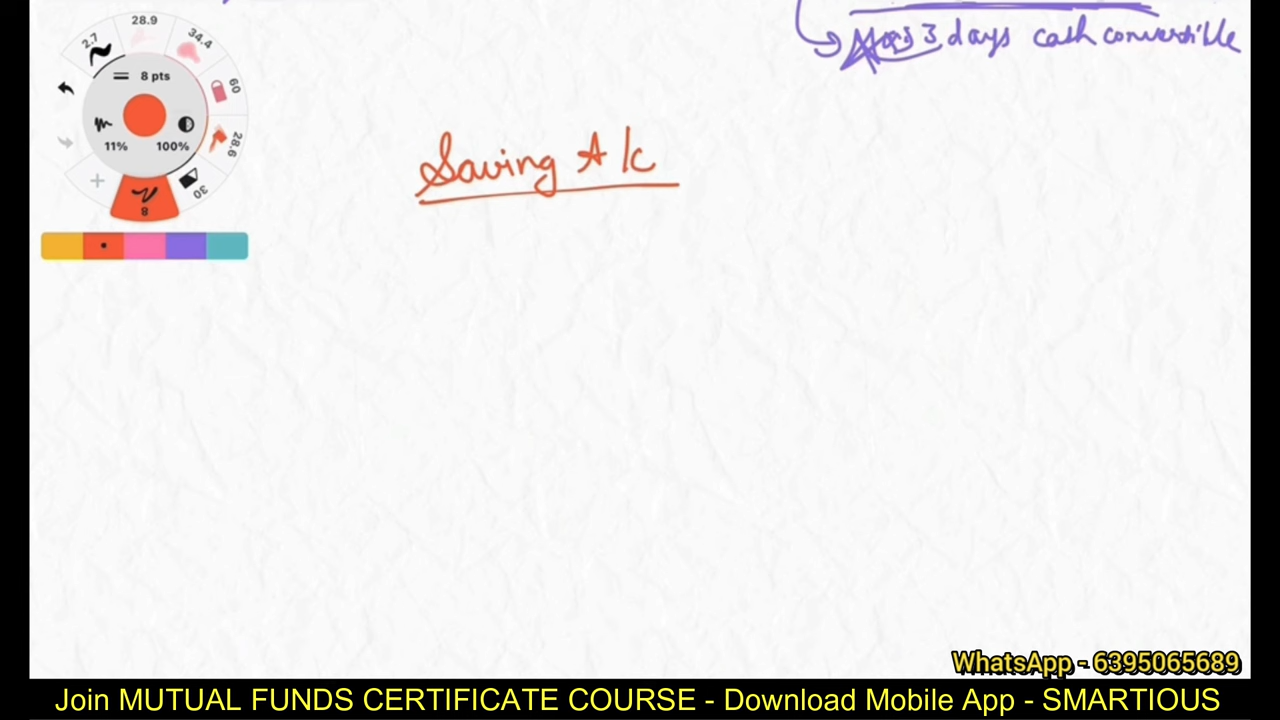 28.9
2.7
34.4
8 pts
60
11%
100%
28.6
30
8
3 days cash convertible
Saving A/c
WhatsApp - 6395065689
Join MUTUAL FUNDS CERTIFICATE COURSE - Download Mobile App - SMARTIOUS